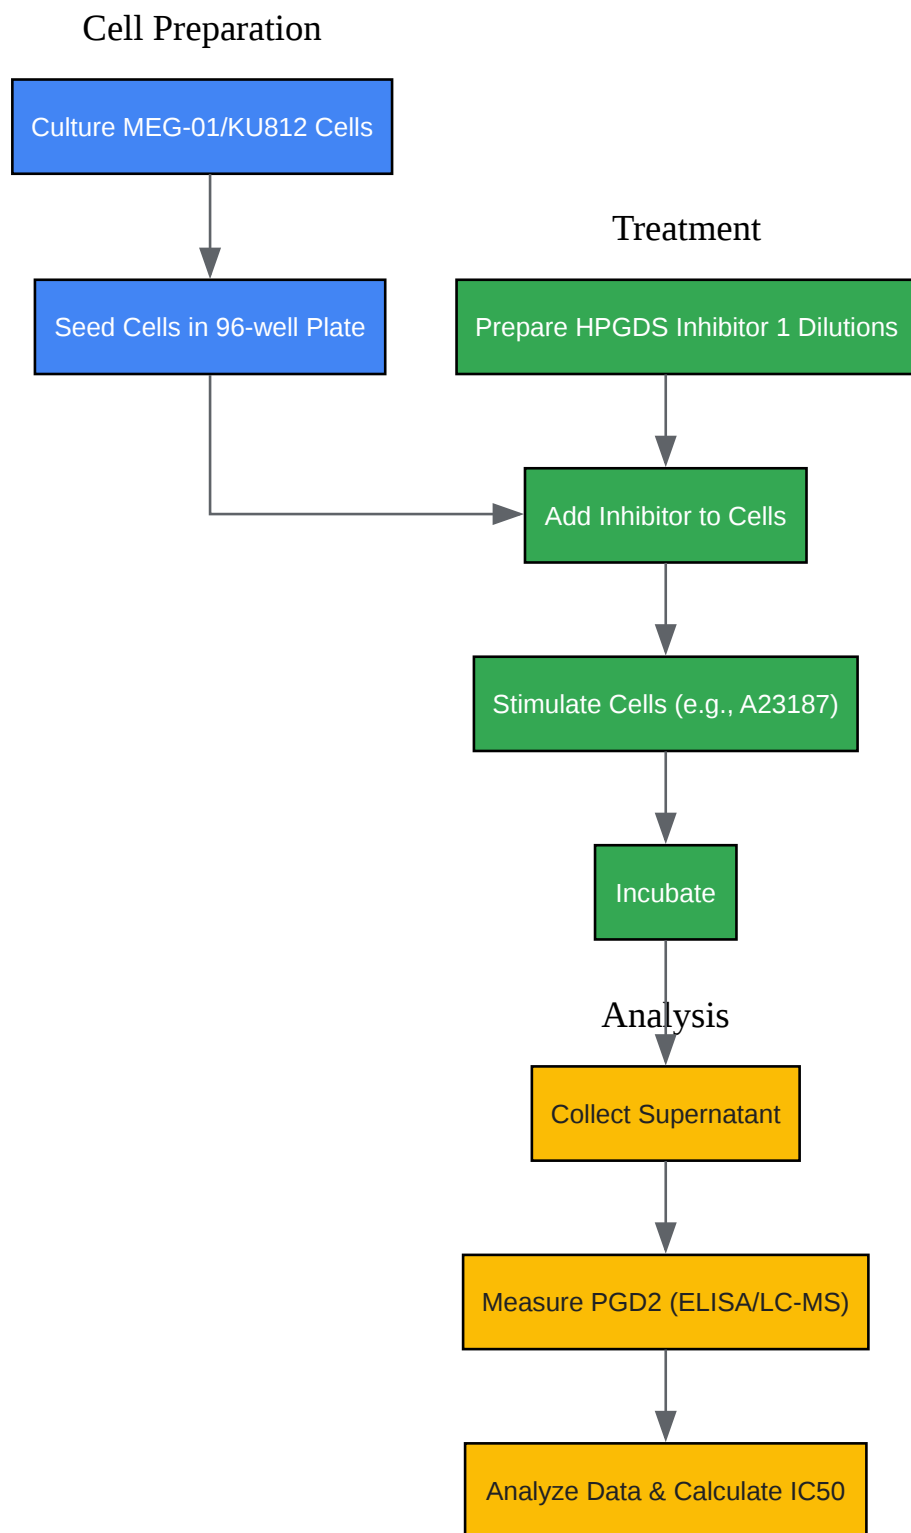 Cell Preparation
Culture MEG-01/KU812 Cells
Seed Cells in 96-well Plate
Treatment
Prepare HPGDS Inhibitor 1 Dilutions
Add Inhibitor to Cells
Stimulate Cells (e.g., A23187)
Incubate
Analysis
Collect Supernatant
Measure PGD2 (ELISA/LC-MS)
Analyze Data & Calculate IC50